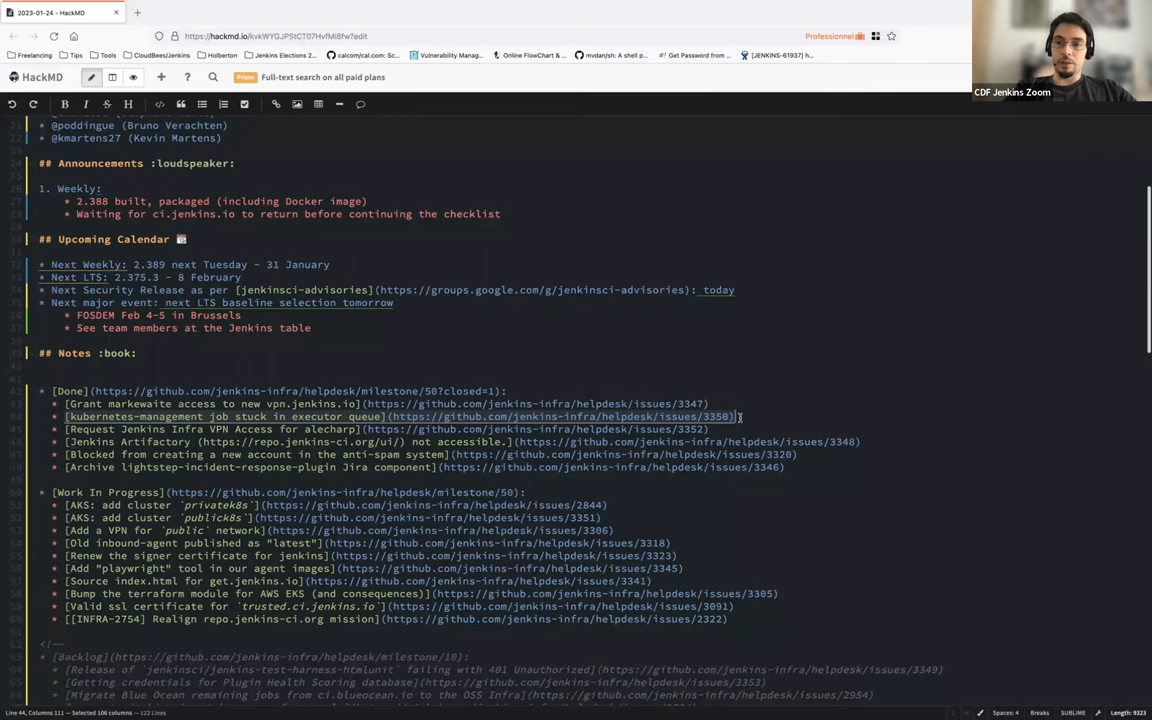 2023-01-24 - HackMD
https://hackmd.io/kvkWYGJPStCT07HvfMi8fw?edit
Professionnel
Freelancing
Tips
Tools
CloudBees/Jenkins
Holberton
Jenkins Elections 2...
calcom/cal.com: Sc...
Vulnerability Manag...
Online FlowChart & ...
mvdan/sh: A shell p...
Get Password from ...
[JENKINS-61937] h...
HackMD
Prime
Full-text search on all paid plans
CDF Jenkins Zoom
* @poddingue (Bruno Verachten)
* @kmartens27 (Kevin Martens)
## Announcements :loudspeaker:
1. Weekly:
* 2.388 built, packaged (including Docker image)
* Waiting for ci.jenkins.io to return before continuing the checklist
## Upcoming Calendar 📆
* Next Weekly: 2.389 next Tuesday - 31 January
* Next LTS: 2.375.3 - 8 February
* Next Security Release as per [jenkinsci-advisories](https://groups.google.com/g/jenkinsci-advisories): today
* Next major event: next LTS baseline selection tomorrow
* FOSDEM Feb 4-5 in Brussels
* See team members at the Jenkins table
## Notes :book:
* [Done](https://github.com/jenkins-infra/helpdesk/milestone/50?closed=1):
* [Grant markewaite access to new vpn.jenkins.io](https://github.com/jenkins-infra/helpdesk/issues/3347)
* [kubernetes-management job stuck in executor queue](https://github.com/jenkins-infra/helpdesk/issues/3350)
* [Request Jenkins Infra VPN Access for alecharp](https://github.com/jenkins-infra/helpdesk/issues/3352)
* [Jenkins Artifactory (https://repo.jenkins-ci.org/ui/) not accessible.](https://github.com/jenkins-infra/helpdesk/issues/3348)
* [Blocked from creating a new account in the anti-spam system](https://github.com/jenkins-infra/helpdesk/issues/3320)
* [Archive lightstep-incident-response-plugin Jira component](https://github.com/jenkins-infra/helpdesk/issues/3346)
* [Work In Progress](https://github.com/jenkins-infra/helpdesk/milestone/50):
* [AKS: add cluster `privatek8s`](https://github.com/jenkins-infra/helpdesk/issues/2844)
* [AKS: add cluster `publick8s`](https://github.com/jenkins-infra/helpdesk/issues/3351)
* [Add a VPN for `public` network](https://github.com/jenkins-infra/helpdesk/issues/3306)
* [Old inbound-agent published as "latest"](https://github.com/jenkins-infra/helpdesk/issues/3318)
* [Renew the signer certificate for jenkins](https://github.com/jenkins-infra/helpdesk/issues/3323)
* [Add "playwright" tool in our agent images](https://github.com/jenkins-infra/helpdesk/issues/3345)
* [Source index.html for get.jenkins.io](https://github.com/jenkins-infra/helpdesk/issues/3341)
* [Bump the terraform module for AWS EKS (and consequences)](https://github.com/jenkins-infra/helpdesk/issues/3305)
* [Valid ssl certificate for `trusted.ci.jenkins.io`](https://github.com/jenkins-infra/helpdesk/issues/3091)
* [[INFRA-2754] Realign repo.jenkins-ci.org mission](https://github.com/jenkins-infra/helpdesk/issues/2322)
<!--
* [Backlog](https://github.com/jenkins-infra/helpdesk/milestone/10):
* [Release of `jenkinsci/jenkins-test-harness-htmlunit` failing with 401 Unauthorized](https://github.com/jenkins-infra/helpdesk/issues/3349)
* [Getting credentials for Plugin Health Scoring database](https://github.com/jenkins-infra/helpdesk/issues/3353)
* [Migrate Blue Ocean remaining jobs from ci.blueocean.io to the OSS Infra](https://github.com/jenkins-infra/helpdesk/issues/2954)
Line 44, Columns 111 — Selected 106 columns — 122 Lines
Spaces: 4
Breaks
SUBLIME
Length: 9323